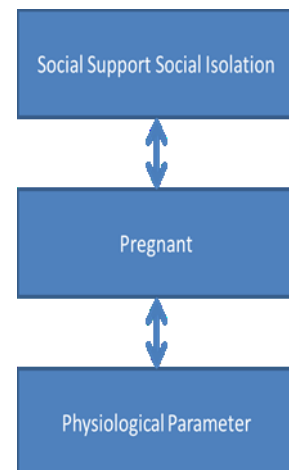 Social Support Social Isolation
Pregnant
Physiological Parameter